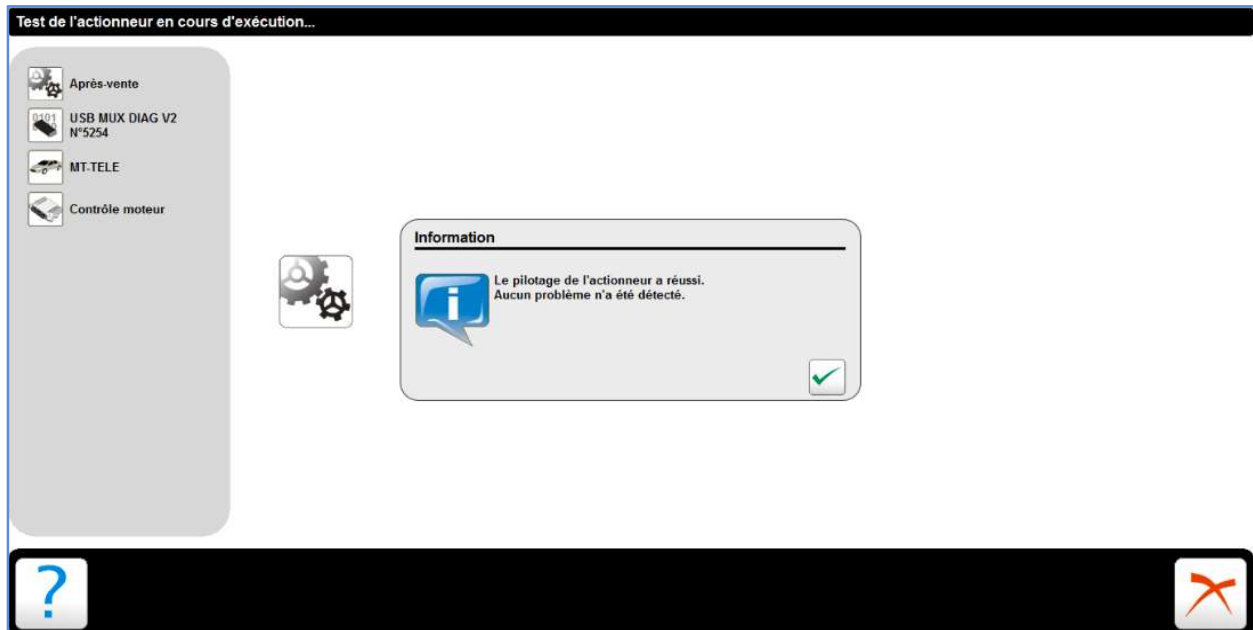 Test de l'actionneur en cours d'exécution...
Après-vente
USB MUX DIAG V2
N°5254
MT-TELE
Contrôle moteur
Information
Le pilotage de l'actionneur a réussi.
Aucun problème n'a été détecté.
?